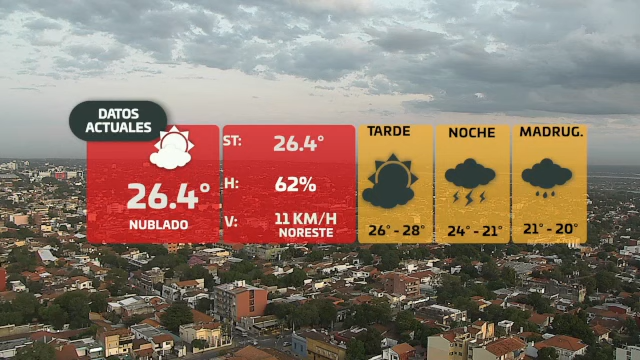 DATOS
ACTUALES
26.4°
NUBLADO
ST: 26.4°
H: 62%
V: 11 KM/H
NORESTE
TARDE
26° - 28°
NOCHE
24° - 21°
MADRUG.
21° - 20°